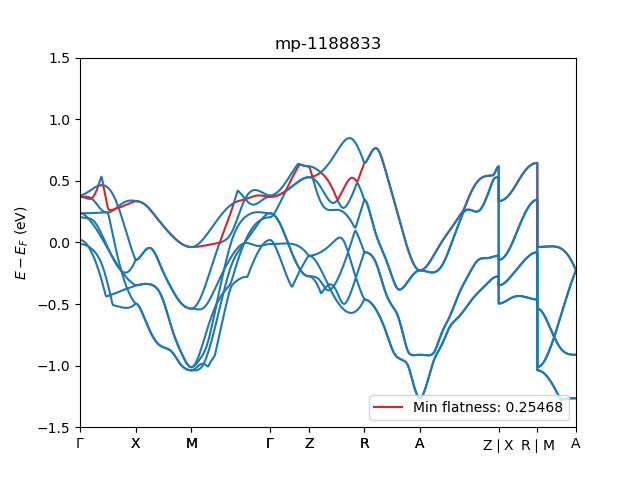 mp-1188833
E − E_F (eV)
1.5
1.0
0.5
0.0
−0.5
−1.0
−1.5
Min flatness: 0.25468
Γ X M Γ Z R A Z | X R | M A